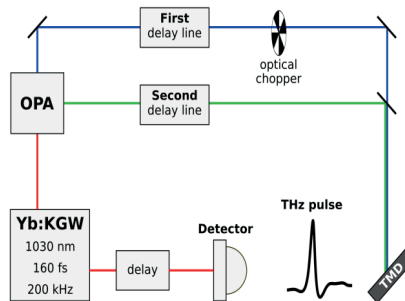 First
delay line
optical
chopper
OPA
Second
delay line
Yb:KGW
1030 nm
160 fs
200 kHz
delay
Detector
THz pulse
TMD